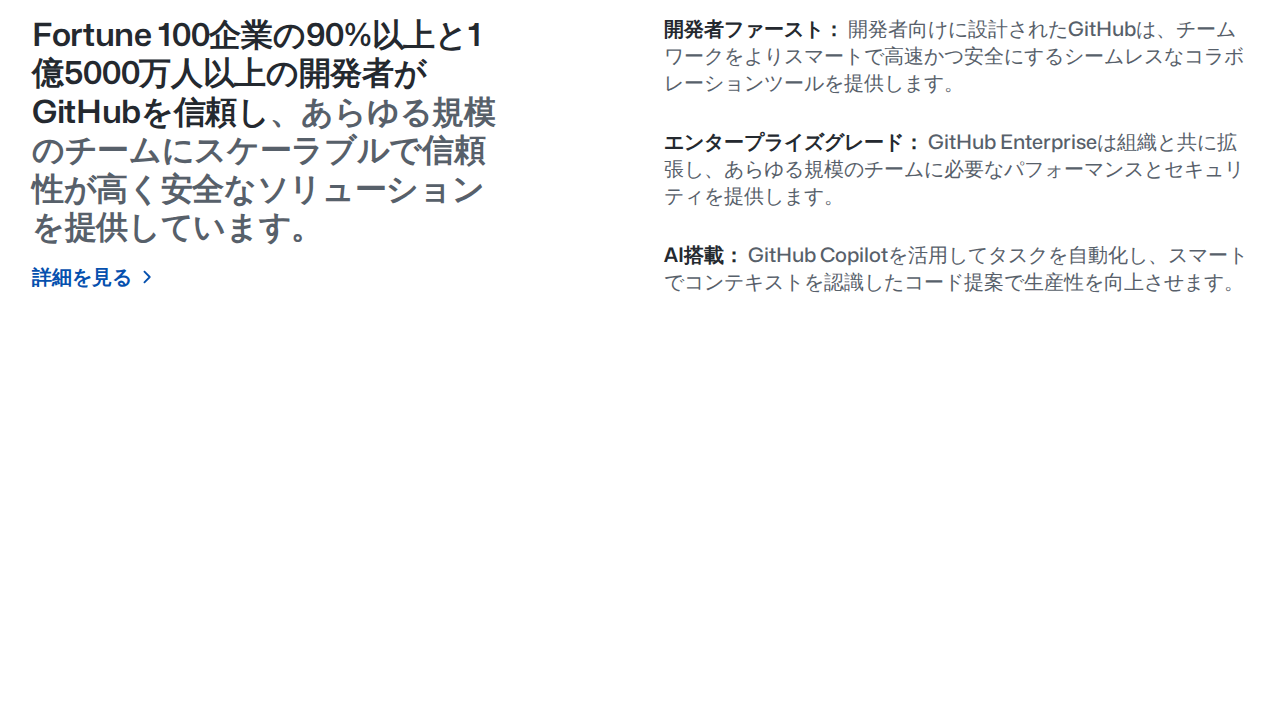 Fortune 100企業の90%以上と1
億5000万人以上の開発者が
GitHubを信頼し、あらゆる規模
のチームにスケーラブルで信頼
性が高く安全なソリューション
を提供しています。
詳細を見る
開発者ファースト： 開発者向けに設計されたGitHubは、チーム
ワークをよりスマートで高速かつ安全にするシームレスなコラボ
レーションツールを提供します。
エンタープライズグレード： GitHub Enterpriseは組織と共に拡
張し、あらゆる規模のチームに必要なパフォーマンスとセキュリ
ティを提供します。
AI搭載： GitHub Copilotを活用してタスクを自動化し、スマート
でコンテキストを認識したコード提案で生産性を向上させます。